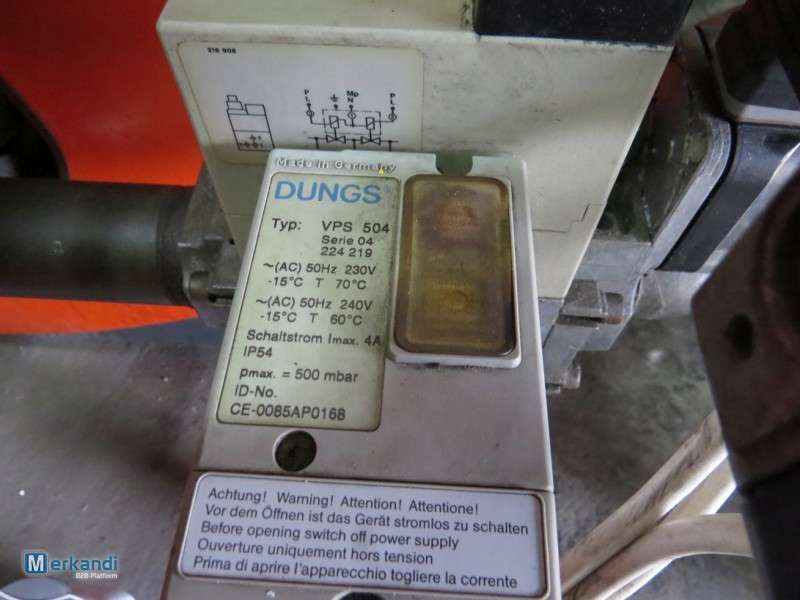 218 908
P
L
Mp
N
P
L
Made in Germany
DUNGS®
Typ: VPS 504
Serie 04
224 219
~(AC) 50Hz 230V
-15°C T 70°C
~(AC) 50Hz 240V
-15°C T 60°C
Schaltstrom Imax. 4A
IP54
pmax. = 500 mbar
ID-No.
CE-0085AP0168
Achtung! Warning! Attention! Attentione!
Vor dem Öffnen ist das Gerät stromlos zu schalten
Before opening switch off power supply
Ouverture uniquement hors tension
Prima di aprire l'apparecchio togliere la corrente
Merkandi
B2B-Platform